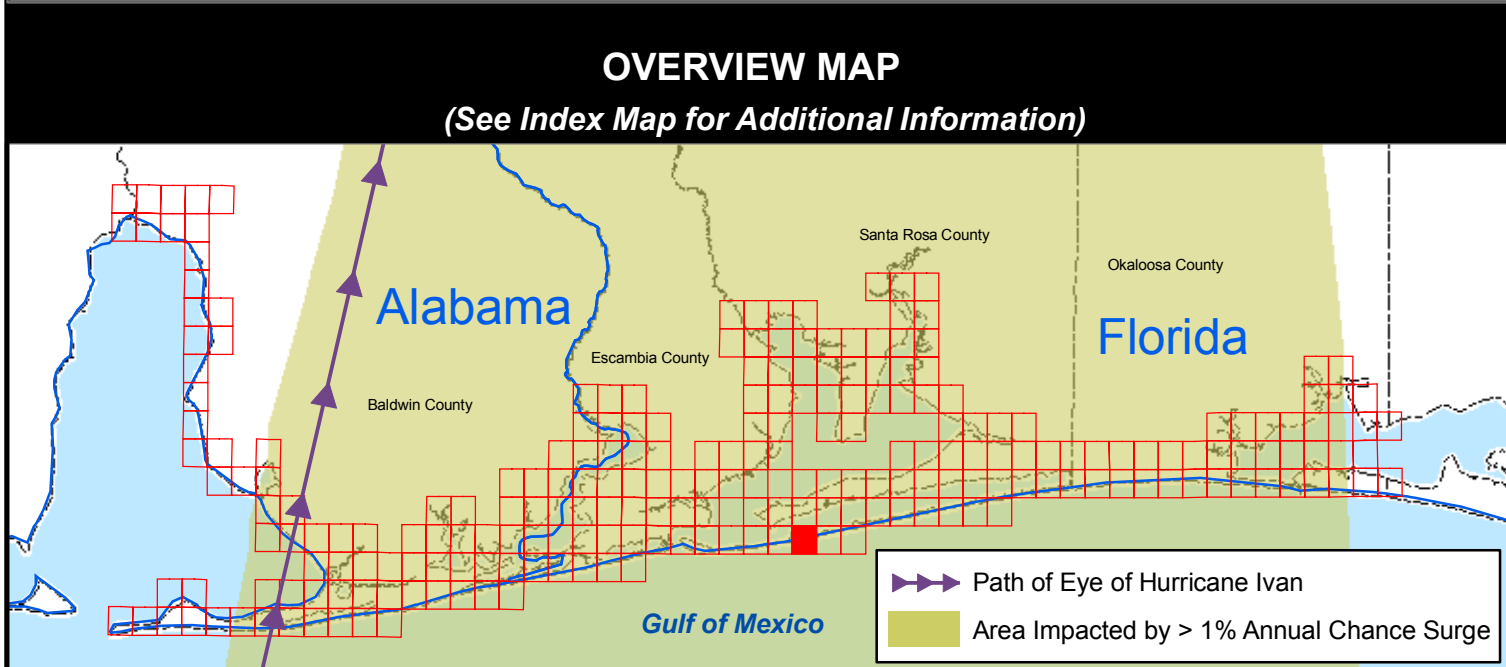 OVERVIEW MAP
(See Index Map for Additional Information)
Santa Rosa County
Okaloosa County
Alabama
Florida
Escambia County
Baldwin County
Gulf of Mexico
Path of Eye of Hurricane Ivan
Area Impacted by > 1% Annual Chance Surge